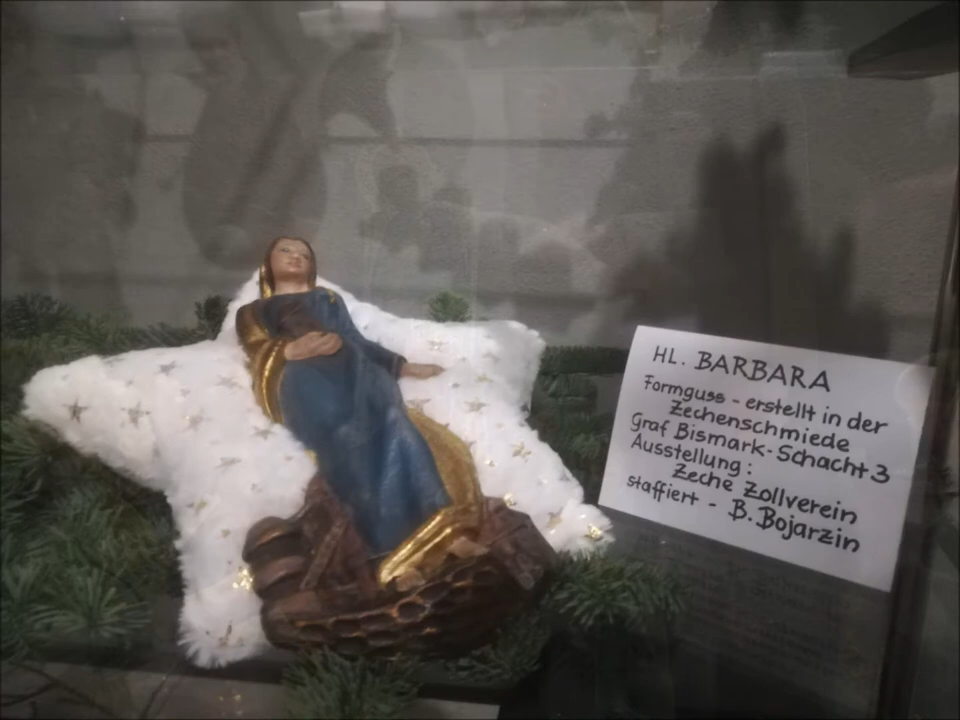 HL. BARBARA
Formguss - erstellt in der
Zechenschmiede
Graf Bismark-Schacht 3
Ausstellung:
Zeche Zollverein
staffiert - B. Bojarzin